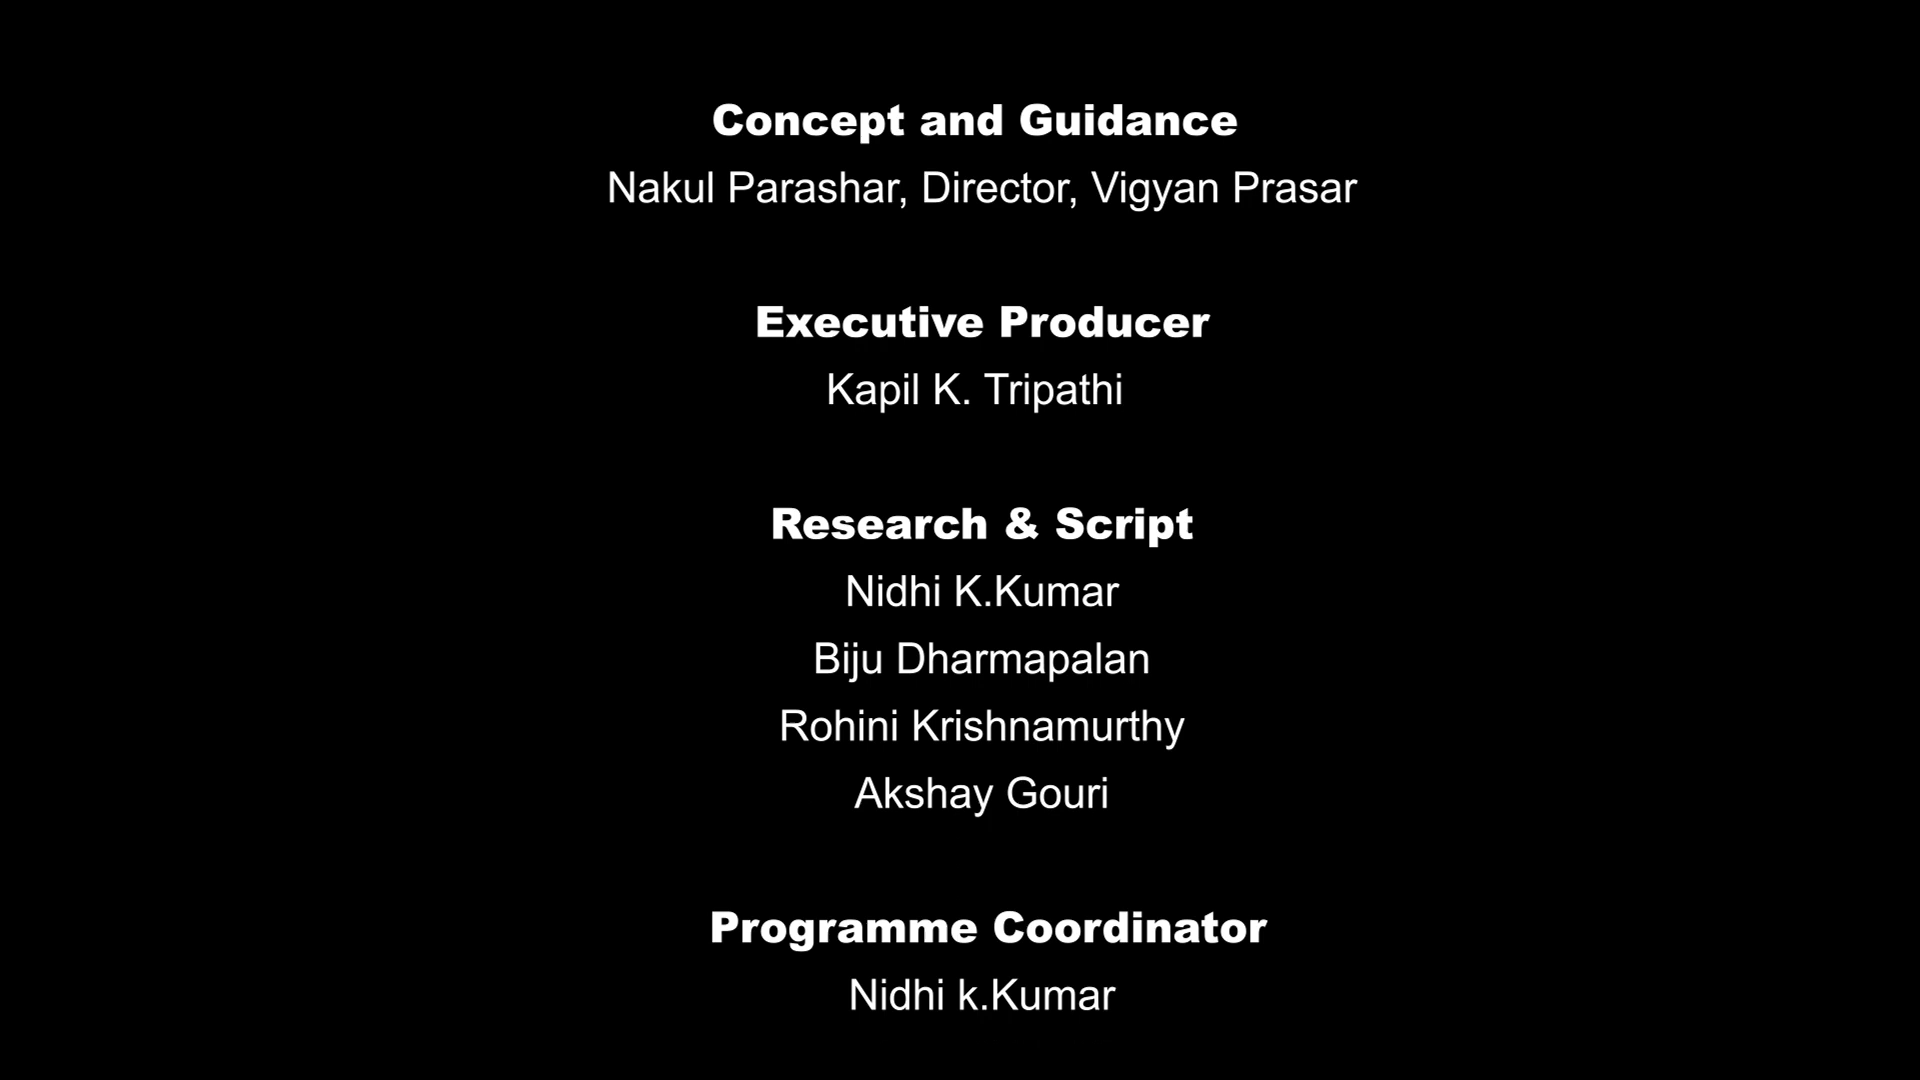 Concept and Guidance
Nakul Parashar, Director, Vigyan Prasar
Executive Producer
Kapil K. Tripathi
Research & Script
Nidhi K.Kumar
Biju Dharmapalan
Rohini Krishnamurthy
Akshay Gouri
Programme Coordinator
Nidhi k.Kumar